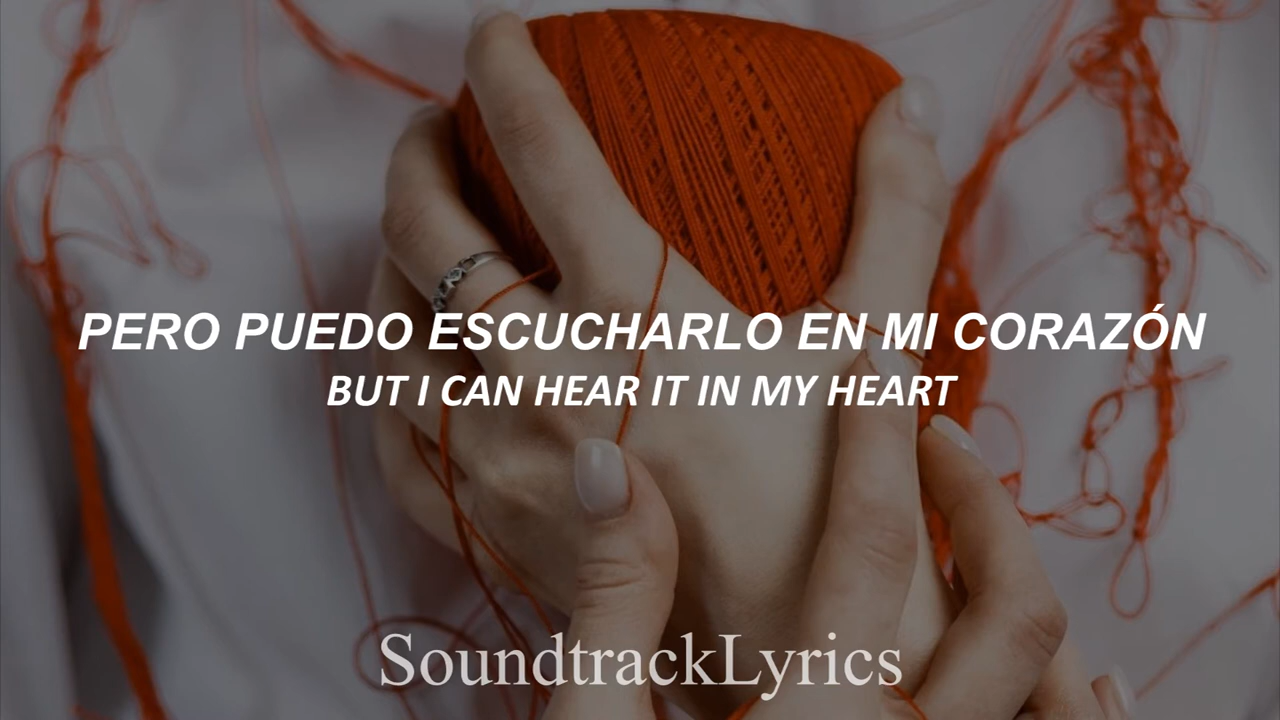 PERO PUEDO ESCUCHARLO EN MI CORAZÓN
BUT I CAN HEAR IT IN MY HEART
SoundtrackLyrics